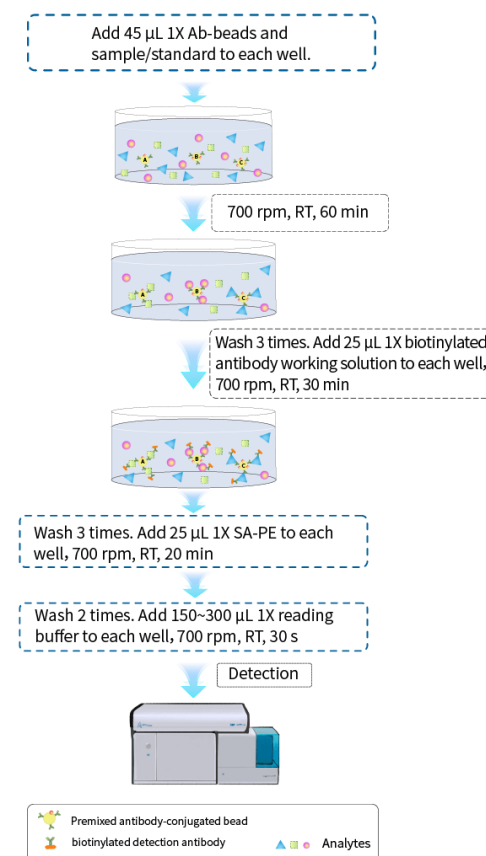 Add 45 µL 1X Ab-beads and
sample/standard to each well.
A
B
C
700 rpm, RT, 60 min
A
B
C
Wash 3 times. Add 25 µL 1X biotinylated
antibody working solution to each well,
700 rpm, RT, 30 min
A
B
C
Wash 3 times. Add 25 µL 1X SA-PE to each
well, 700 rpm, RT, 20 min
Wash 2 times. Add 150~300 µL 1X reading
buffer to each well, 700 rpm, RT, 30 s
Detection
Premixed antibody-conjugated bead
biotinylated detection antibody
Analytes